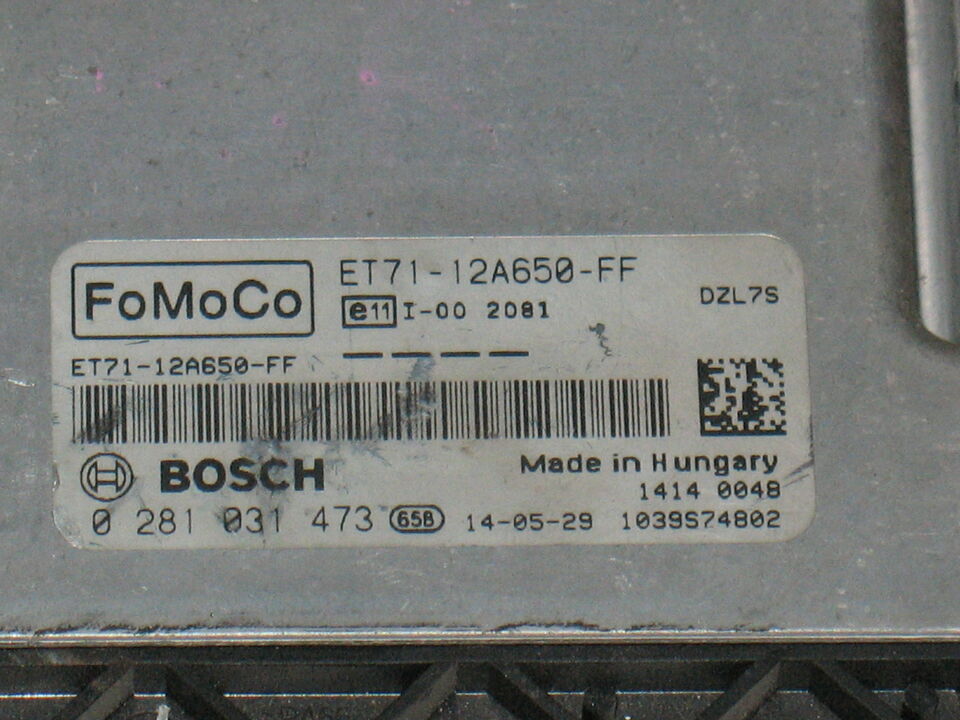 FoMoCo
ET71-12A650-FF
e11 I-00 2081
DZL7S
ET71-12A650-FF
BOSCH
Made in Hungary
1414 0048
0 281 031 473 65B 14-05-29 1039S74802